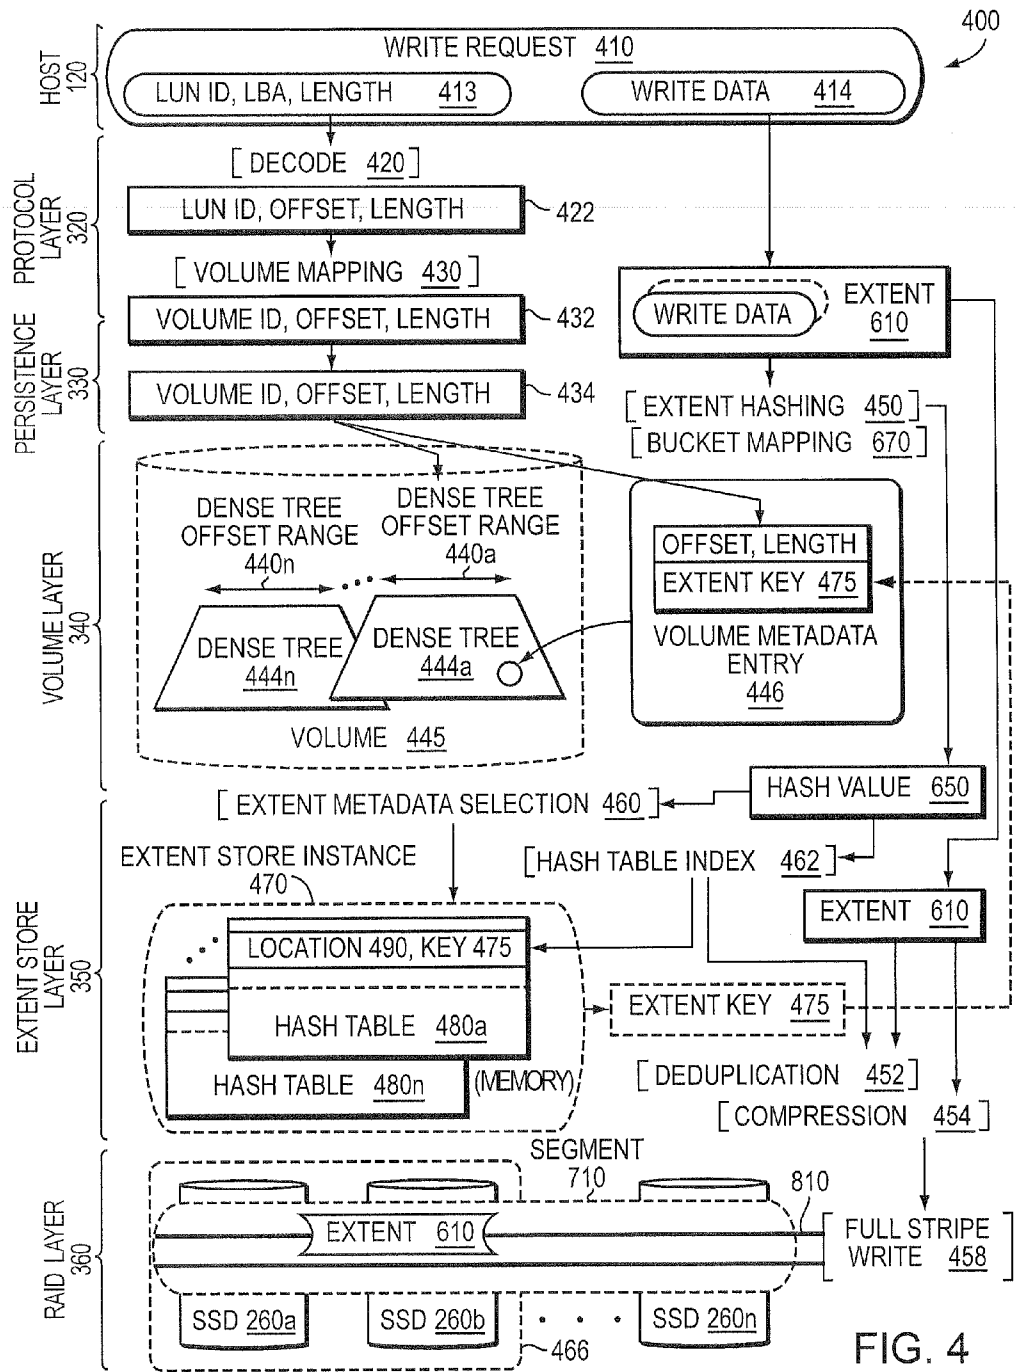 400
HOST
120
WRITE REQUEST 410
LUN ID, LBA, LENGTH 413
WRITE DATA 414
PROTOCOL
LAYER
320
[DECODE 420]
LUN ID, OFFSET, LENGTH
422
[VOLUME MAPPING 430]
VOLUME ID, OFFSET, LENGTH
432
WRITE DATA
EXTENT
610
PERSISTENCE
LAYER
330
VOLUME ID, OFFSET, LENGTH
434
[EXTENT HASHING 450]
[BUCKET MAPPING 670]
VOLUME LAYER
340
DENSE TREE
OFFSET RANGE
440n
DENSE TREE
OFFSET RANGE
440a
DENSE TREE
444n
DENSE TREE
444a
VOLUME 445
OFFSET, LENGTH
EXTENT KEY 475
VOLUME METADATA
ENTRY
446
HASH VALUE 650
[EXTENT METADATA SELECTION 460]
EXTENT STORE
LAYER
350
EXTENT STORE INSTANCE
470
[HASH TABLE INDEX 462]
EXTENT 610
LOCATION 490, KEY 475
HASH TABLE 480a
HASH TABLE 480n
(MEMORY)
EXTENT KEY 475
[DEDUPLICATION 452]
[COMPRESSION 454]
RAID LAYER
360
SEGMENT
710
810
EXTENT 610
[FULL STRIPE
WRITE 458]
SSD 260a
SSD 260b
SSD 260n
466
FIG. 4